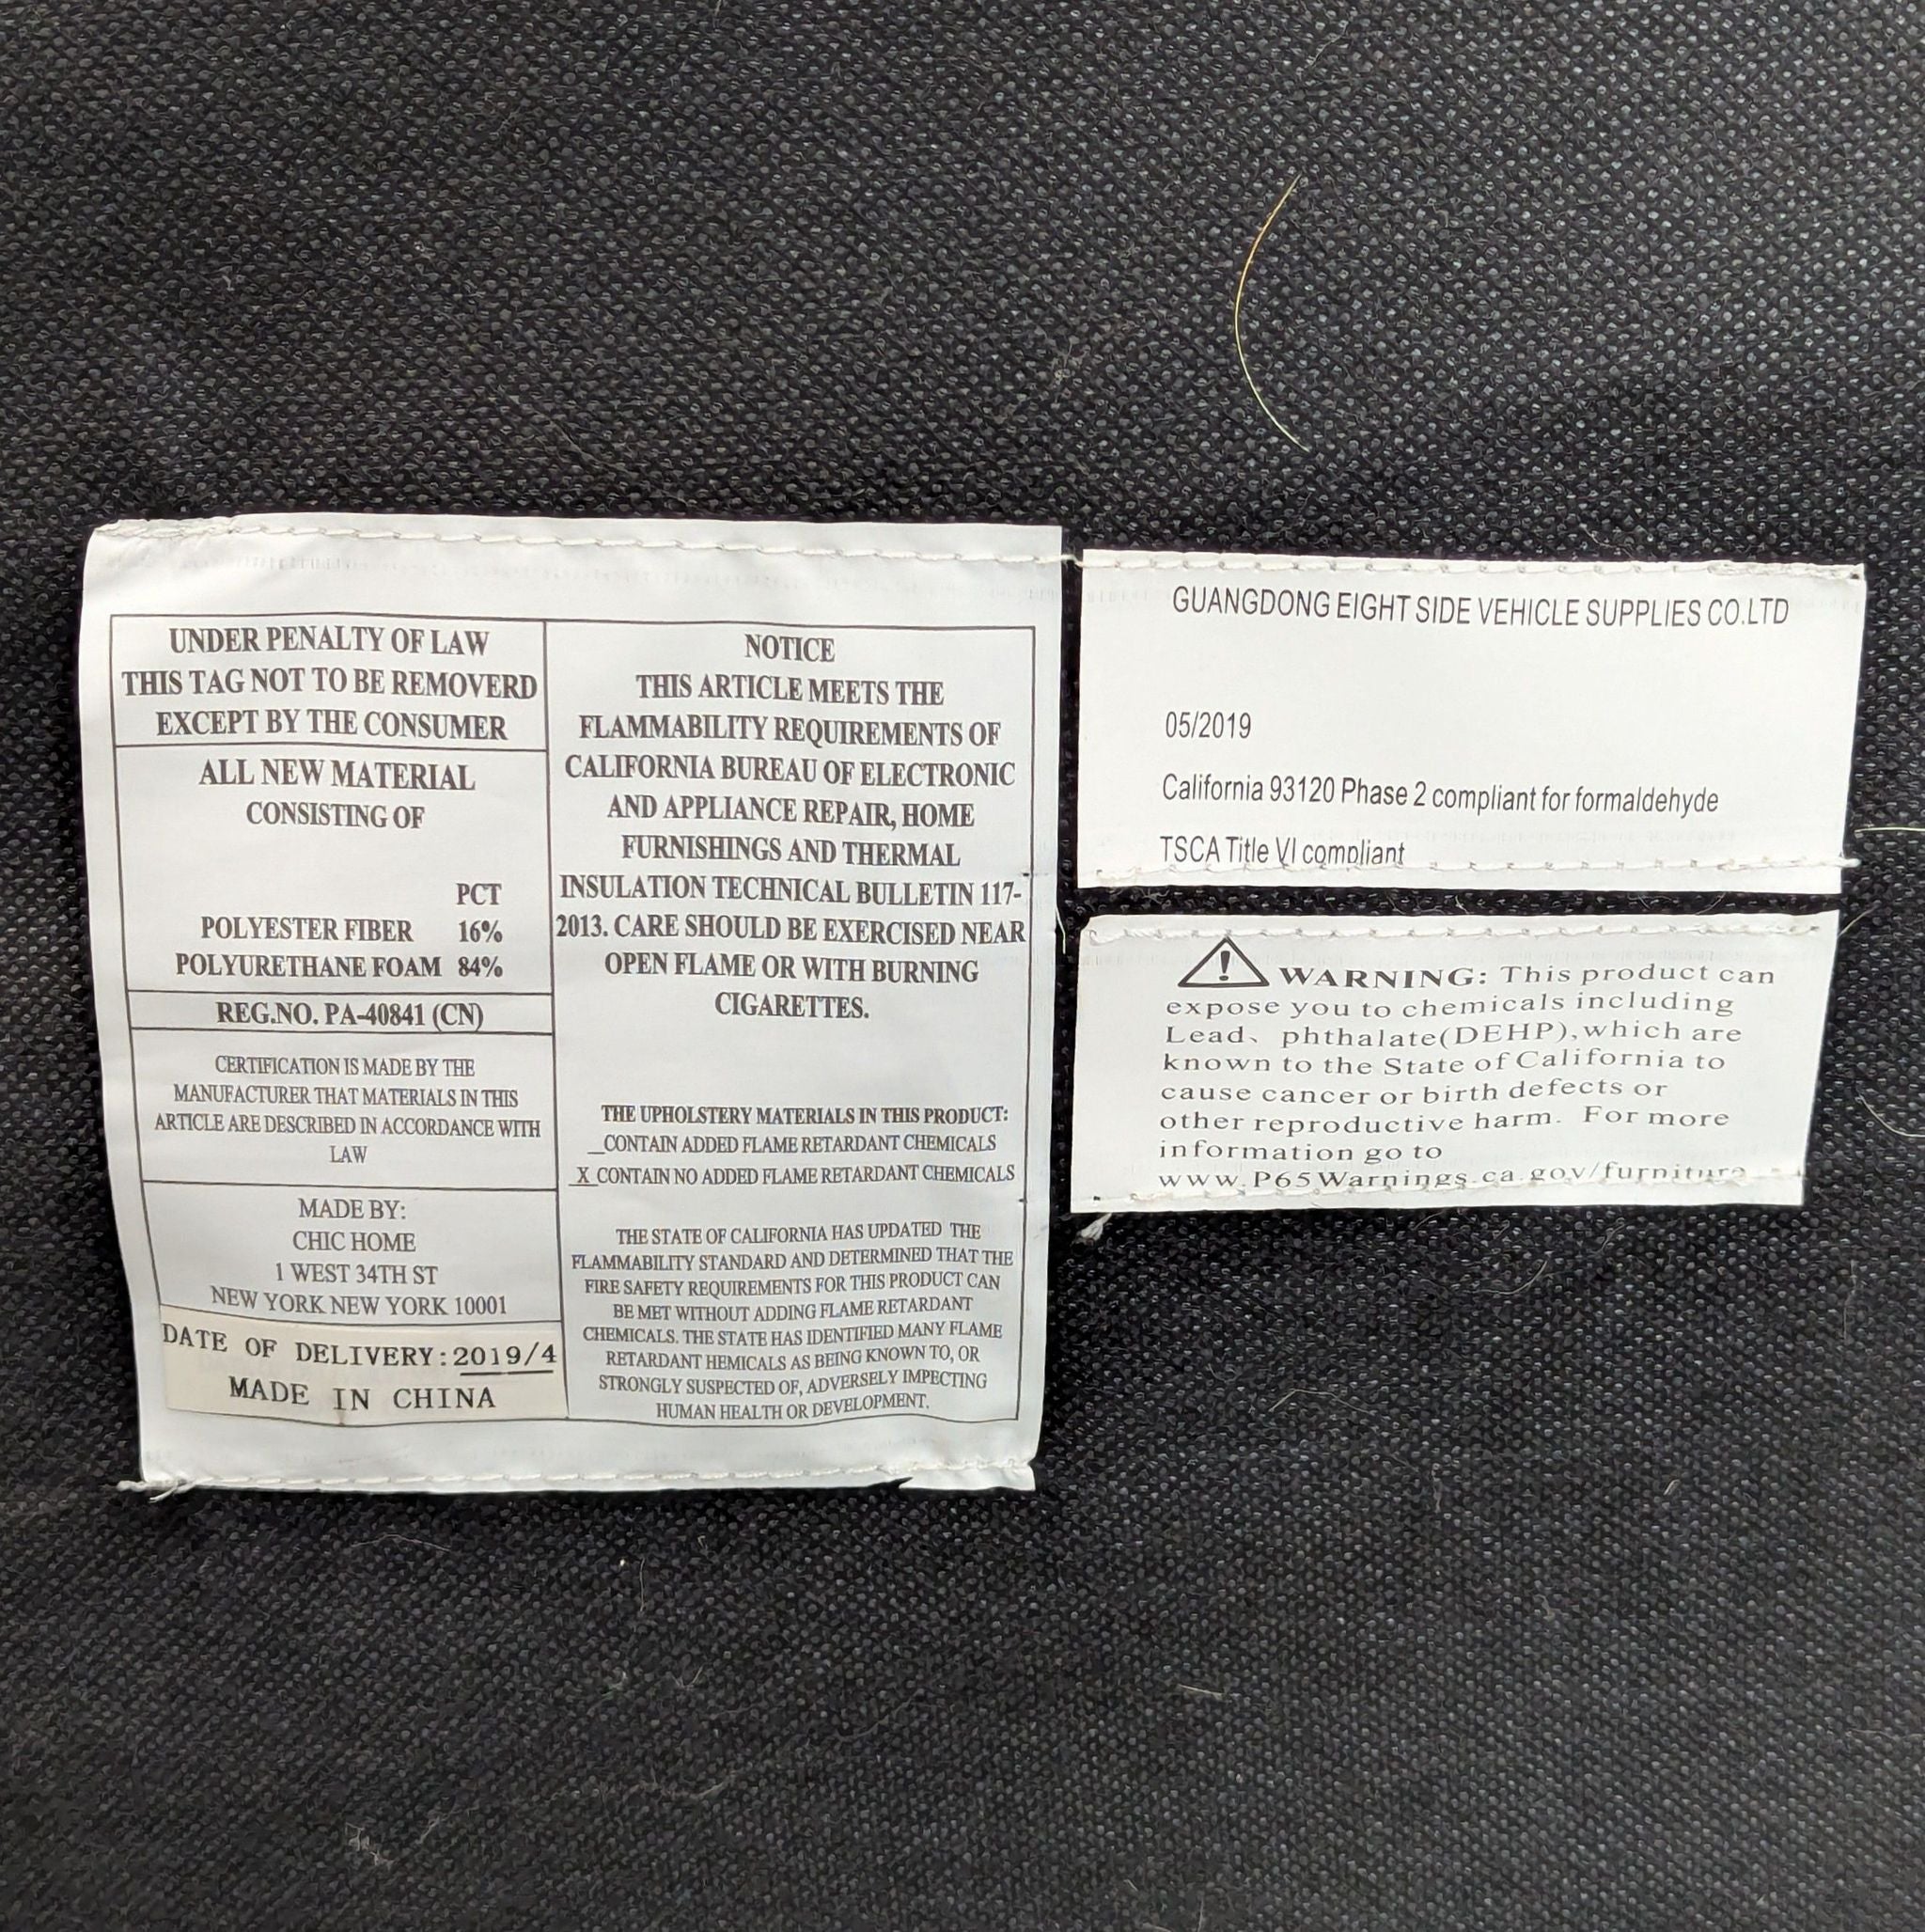 UNDER PENALTY OF LAW
THIS TAG NOT TO BE REMOVERD
EXCEPT BY THE CONSUMER
ALL NEW MATERIAL
CONSISTING OF
PCT
POLYESTER FIBER 16%
POLYURETHANE FOAM 84%
REG.NO. PA-40841 (CN)
CERTIFICATION IS MADE BY THE
MANUFACTURER THAT MATERIALS IN THIS
ARTICLE ARE DESCRIBED IN ACCORDANCE WITH
LAW
MADE BY:
CHIC HOME
1 WEST 34TH ST
NEW YORK NEW YORK 10001
DATE OF DELIVERY:2019/4
MADE IN CHINA
NOTICE
THIS ARTICLE MEETS THE
FLAMMABILITY REQUIREMENTS OF
CALIFORNIA BUREAU OF ELECTRONIC
AND APPLIANCE REPAIR, HOME
FURNISHINGS AND THERMAL
INSULATION TECHNICAL BULLETIN 117-
2013. CARE SHOULD BE EXERCISED NEAR
OPEN FLAME OR WITH BURNING
CIGARETTES.
THE UPHOLSTERY MATERIALS IN THIS PRODUCT:
_CONTAIN ADDED FLAME RETARDANT CHEMICALS
X CONTAIN NO ADDED FLAME RETARDANT CHEMICALS
THE STATE OF CALIFORNIA HAS UPDATED THE
FLAMMABILITY STANDARD AND DETERMINED THAT THE
FIRE SAFETY REQUIREMENTS FOR THIS PRODUCT CAN
BE MET WITHOUT ADDING FLAME RETARDANT
CHEMICALS. THE STATE HAS IDENTIFIED MANY FLAME
RETARDANT HEMICALS AS BEING KNOWN TO, OR
STRONGLY SUSPECTED OF, ADVERSELY IMPECTING
HUMAN HEALTH OR DEVELOPMENT.
GUANGDONG EIGHT SIDE VEHICLE SUPPLIES CO.LTD
05/2019
California 93120 Phase 2 compliant for formaldehyde
TSCA Title VI compliant
WARNING: This product can
expose you to chemicals including
Lead、phthalate(DEHP),which are
known to the State of California to
cause cancer or birth defects or
other reproductive harm. For more
information go to
www.P65Warnings.ca.gov/furniture